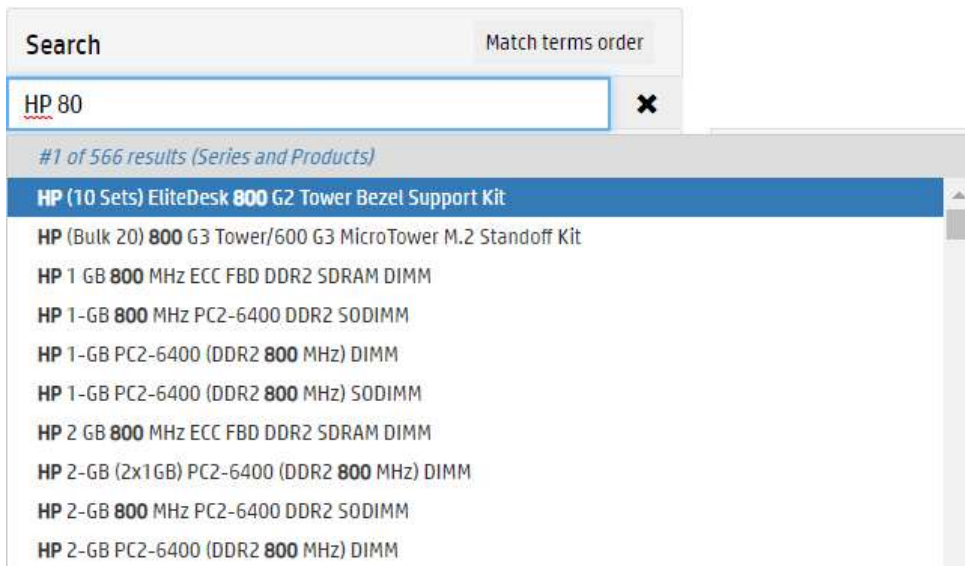 Search Match terms order
HP 80
#1 of 566 results (Series and Products)
HP (10 Sets) EliteDesk 800 G2 Tower Bezel Support Kit
HP (Bulk 20) 800 G3 Tower/600 G3 MicroTower M.2 Standoff Kit
HP 1 GB 800 MHz ECC FBD DDR2 SDRAM DIMM
HP 1-GB 800 MHz PC2-6400 DDR2 SODIMM
HP 1-GB PC2-6400 (DDR2 800 MHz) DIMM
HP 1-GB PC2-6400 (DDR2 800 MHz) SODIMM
HP 2 GB 800 MHz ECC FBD DDR2 SDRAM DIMM
HP 2-GB (2x1GB) PC2-6400 (DDR2 800 MHz) DIMM
HP 2-GB 800 MHz PC2-6400 DDR2 SODIMM
HP 2-GB PC2-6400 (DDR2 800 MHz) DIMM